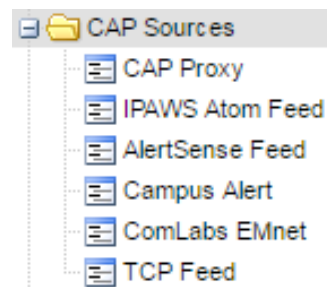 CAP Sources
CAP Proxy
IPAWS Atom Feed
AlertSense Feed
Campus Alert
ComLabs EMnet
TCP Feed